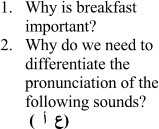 1. Why is breakfast
important?
2. Why do we need to
differentiate the
pronunciation of the
following sounds?
(ع أ )